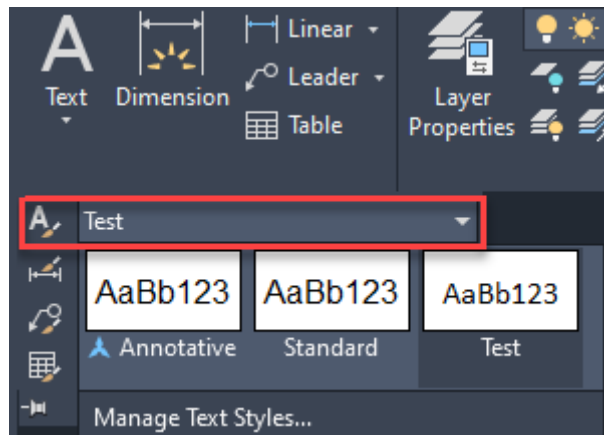 A
Text
Dimension
Linear
Leader
Table
Layer
Properties
A
Test
AaBb123 AaBb123 AaBb123
Annotative Standard Test
Manage Text Styles...